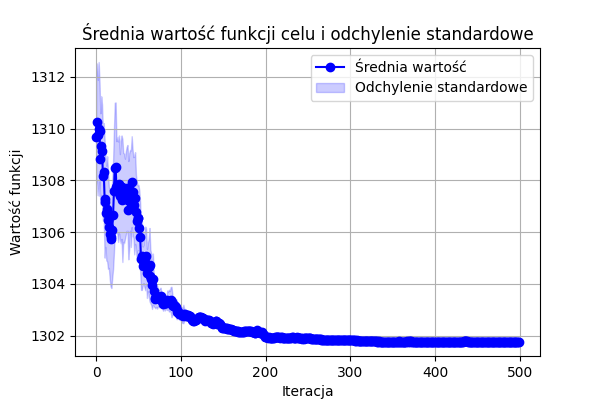 Średnia wartość funkcji celu i odchylenie standardowe
Średnia wartość
Odchylenie standardowe
Wartość funkcji
1312
1310
1308
1306
1304
1302
0 100 200 300 400 500
Iteracja